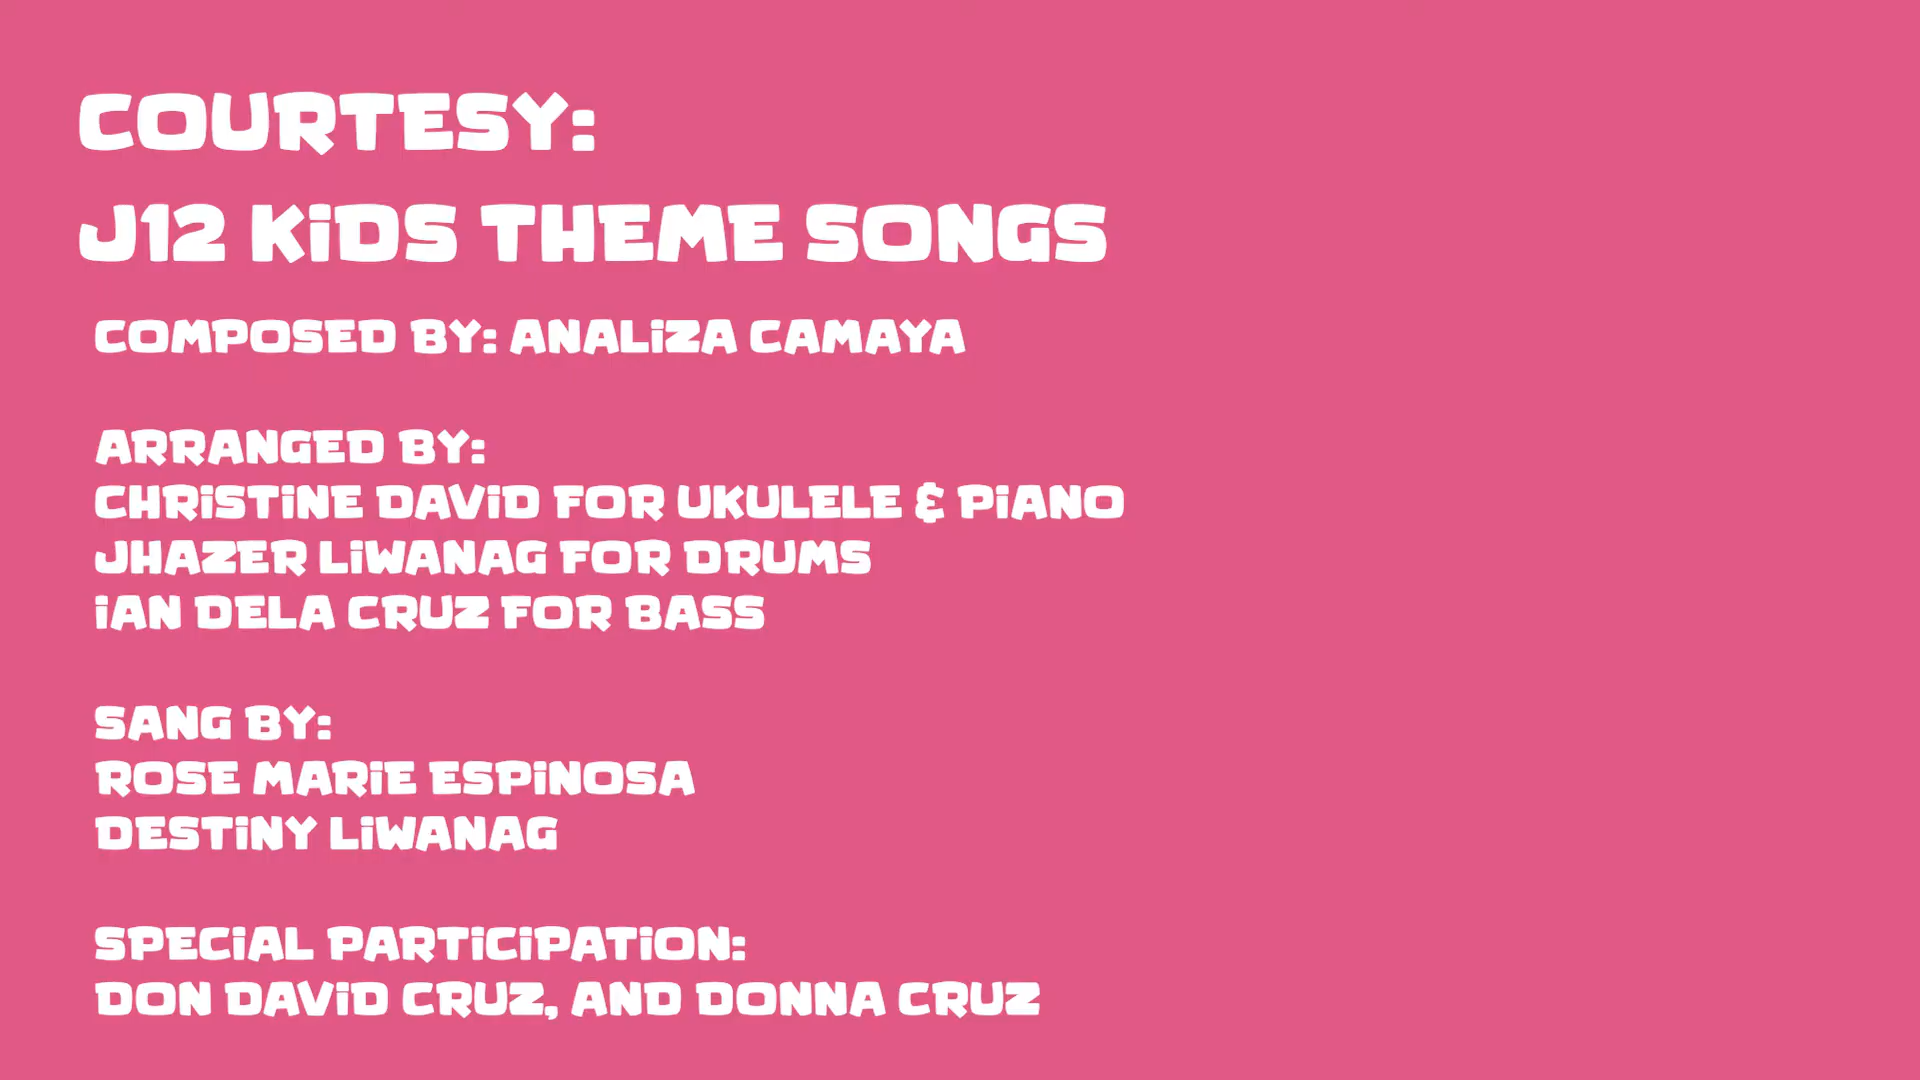 COURTESY:
J12 KiDS THEME SONGS
COMPOSED BY: ANALiZA CAMAYA
ARRANGED BY:
CHRiSTiNE DAViD FOR UKULELE & PiANO
JHAZER LiWANAG FOR DRUMS
iAN DELA CRUZ FOR BASS
SANG BY:
ROSE MARiE ESPiNOSA
DESTiNY LiWANAG
SPECiAL PARTiCiPATiON:
DON DAViD CRUZ, AND DONNA CRUZ